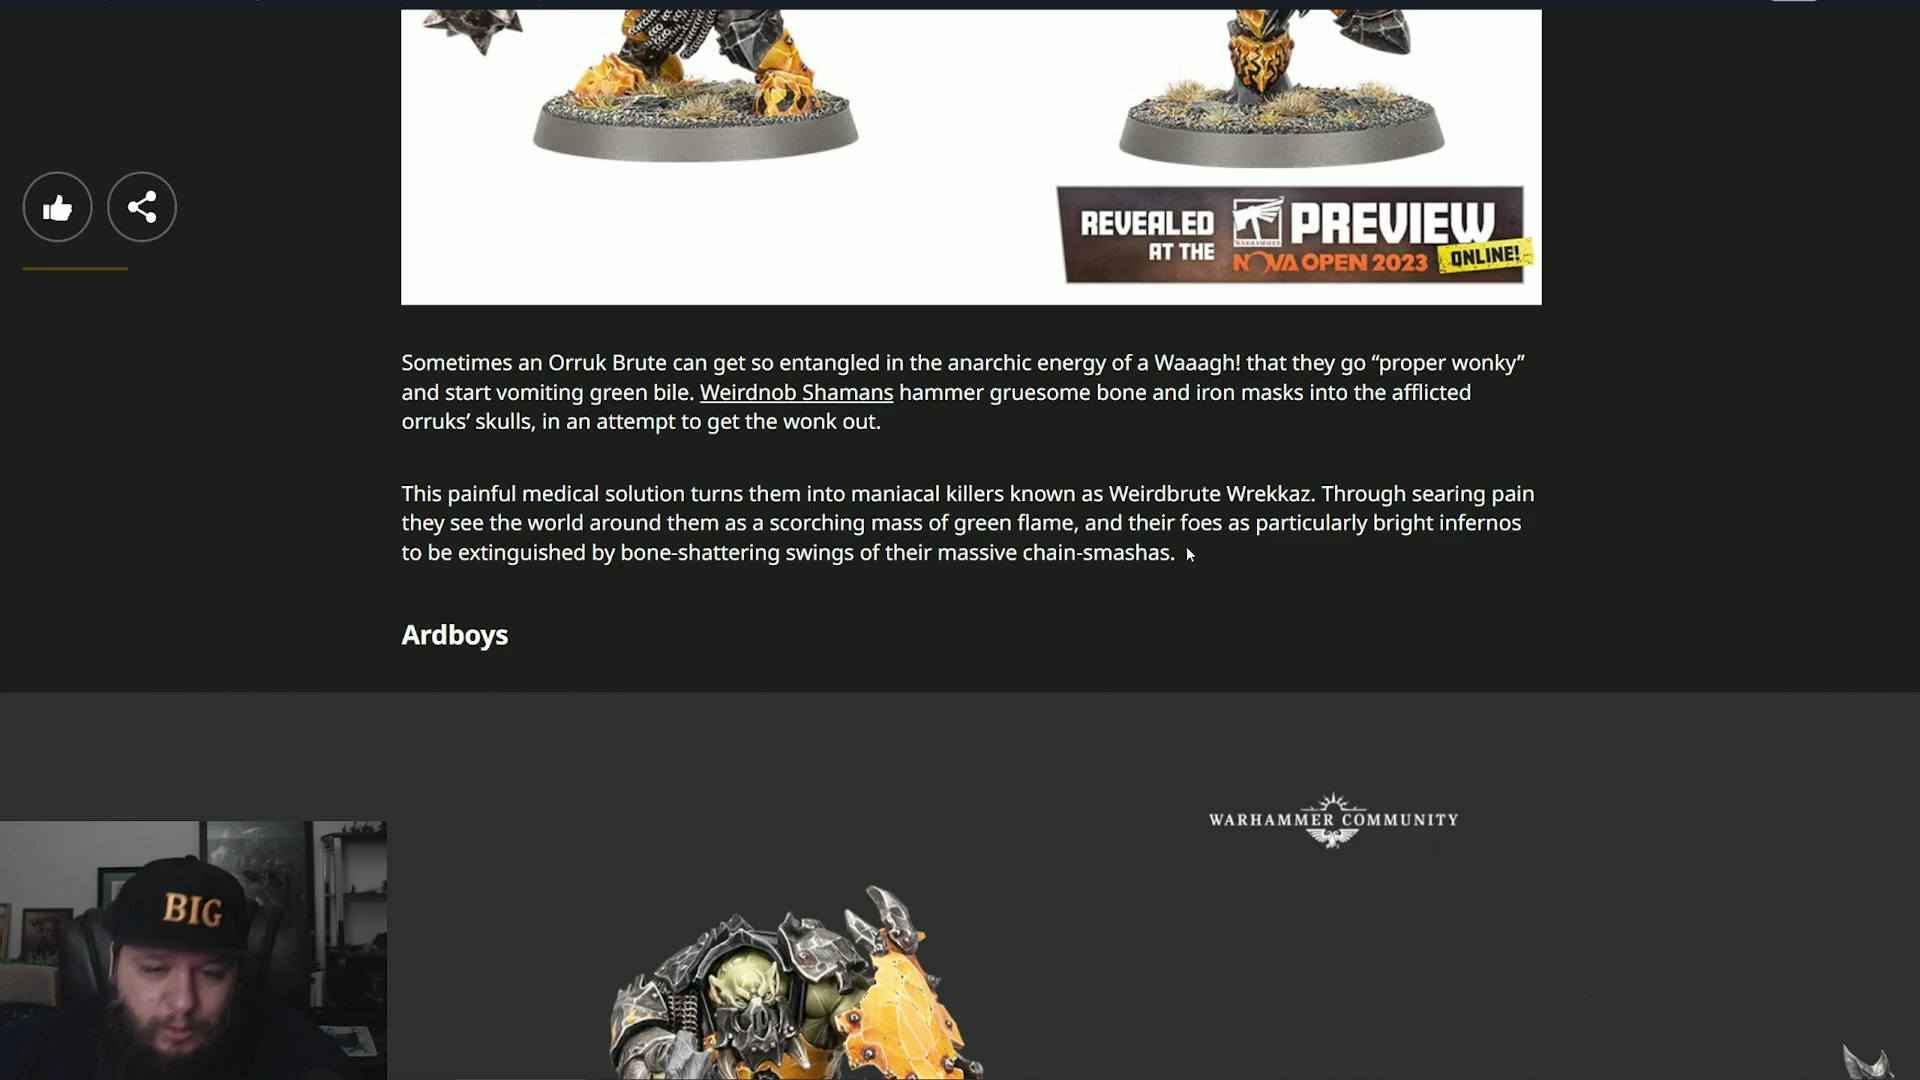 REVEALED
AT THE
WARHAMMER
PREVIEW
NOVA OPEN 2023
ONLINE!
Sometimes an Orruk Brute can get so entangled in the anarchic energy of a Waaagh! that they go “proper wonky”
and start vomiting green bile. Weirdnob Shamans hammer gruesome bone and iron masks into the afflicted
orruks’ skulls, in an attempt to get the wonk out.
This painful medical solution turns them into maniacal killers known as Weirdbrute Wrekkaz. Through searing pain
they see the world around them as a scorching mass of green flame, and their foes as particularly bright infernos
to be extinguished by bone-shattering swings of their massive chain-smashas.
Ardboys
WARHAMMER COMMUNITY
BIG